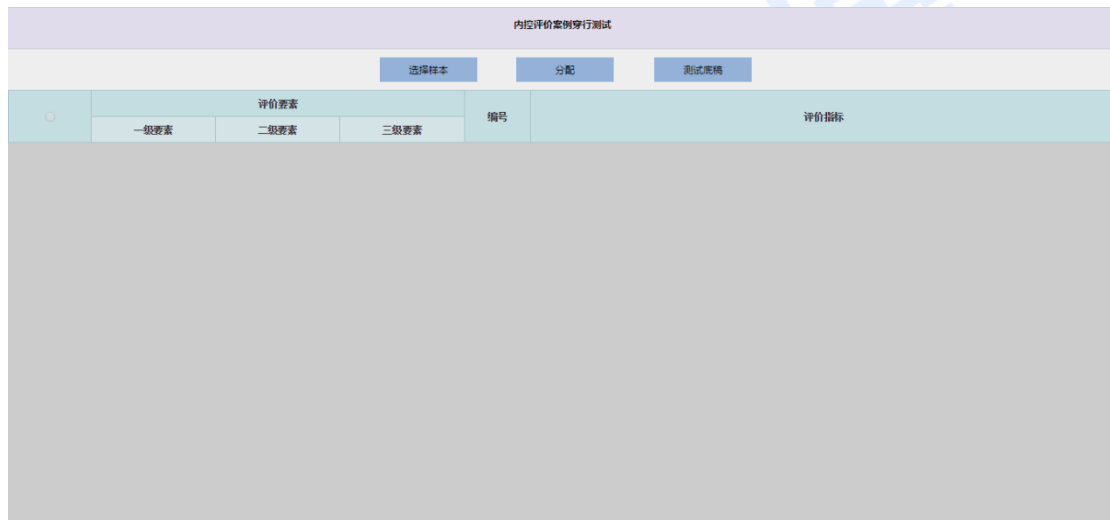 内控评价案例穿行测试
选择样本 分配 测试底稿
评价要素
编号 评价指标
一级要素 二级要素 三级要素